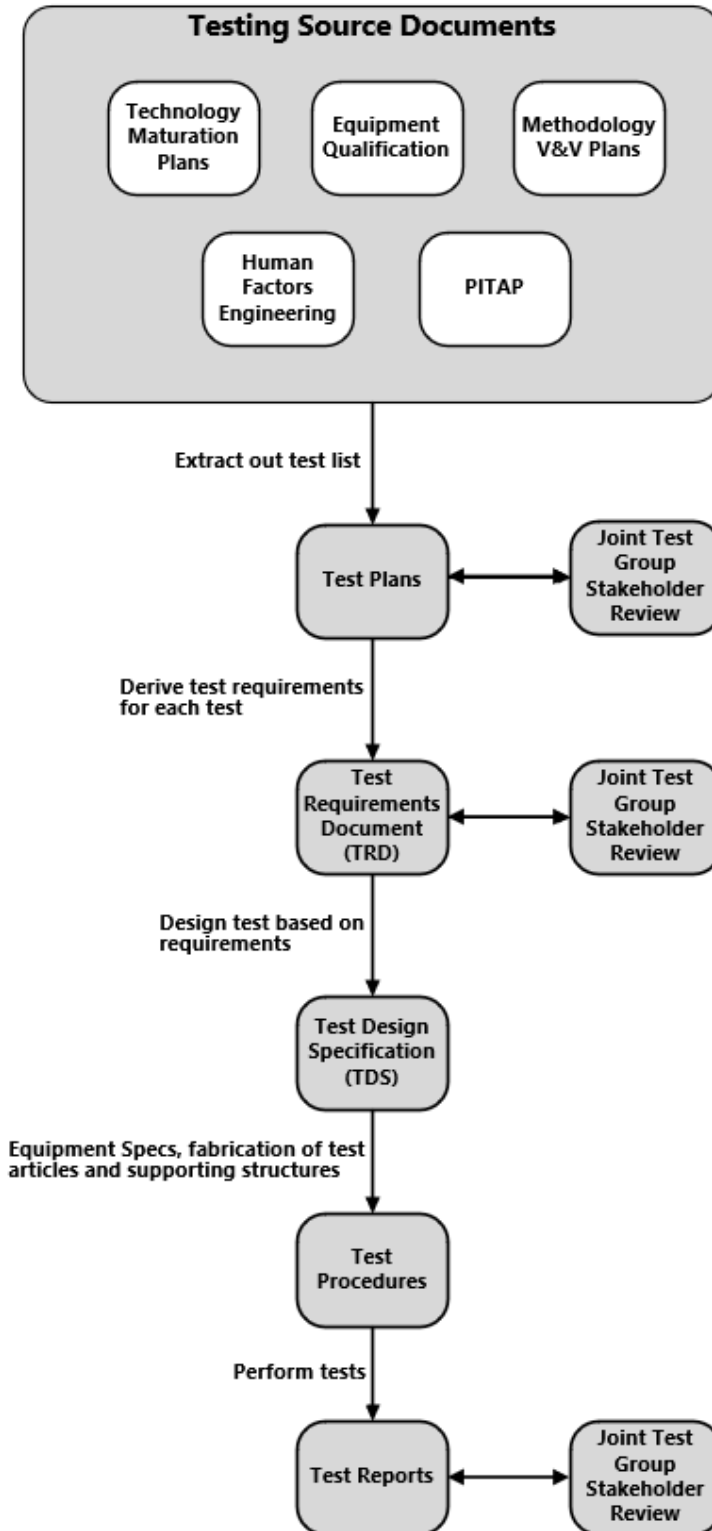 Testing Source Documents
Technology
Maturation
Plans
Equipment
Qualification
Methodology
V&V Plans
Human
Factors
Engineering
PITAP
Extract out test list
Test Plans
Joint Test
Group
Stakeholder
Review
Derive test requirements
for each test
Test
Requirements
Document
(TRD)
Joint Test
Group
Stakeholder
Review
Design test based on
requirements
Test Design
Specification
(TDS)
Equipment Specs, fabrication of test
articles and supporting structures
Test
Procedures
Perform tests
Test Reports
Joint Test
Group
Stakeholder
Review